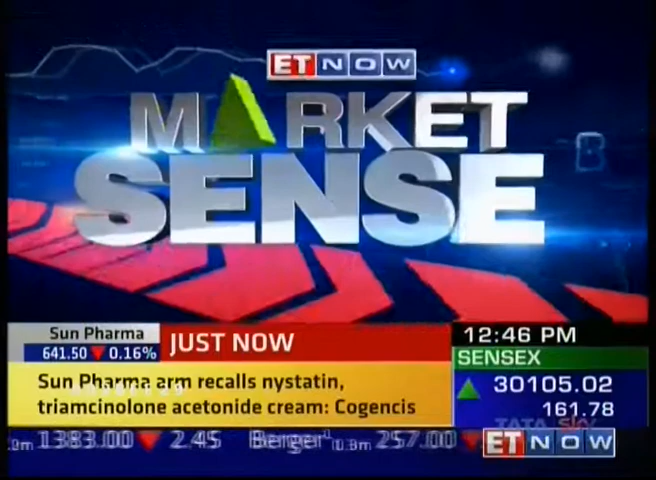 ET NOW
MARKET
SENSE
Sun Pharma
641.50 ▼ 0.16%
JUST NOW
12:46 PM
SENSEX
▲ 30105.02
161.78
Sun Pharma arm recalls nystatin,
triamcinolone acetonide cream: Cogencis
TATA sky
1383.00 ▼ 2.45 Berger 257.00 ▼
ET NOW